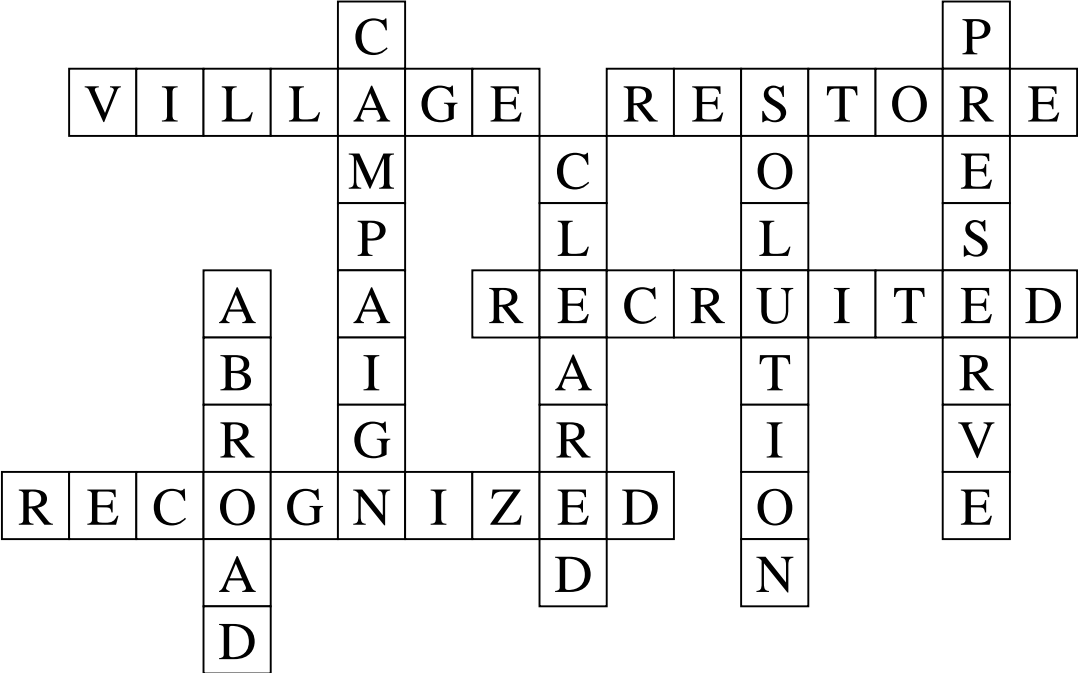 CAMPAIGN
PRESERVE
VILLAGE
RESTORE
CLEARED
SOLUTION
ABROAD
RECRUITED
RECOGNIZED